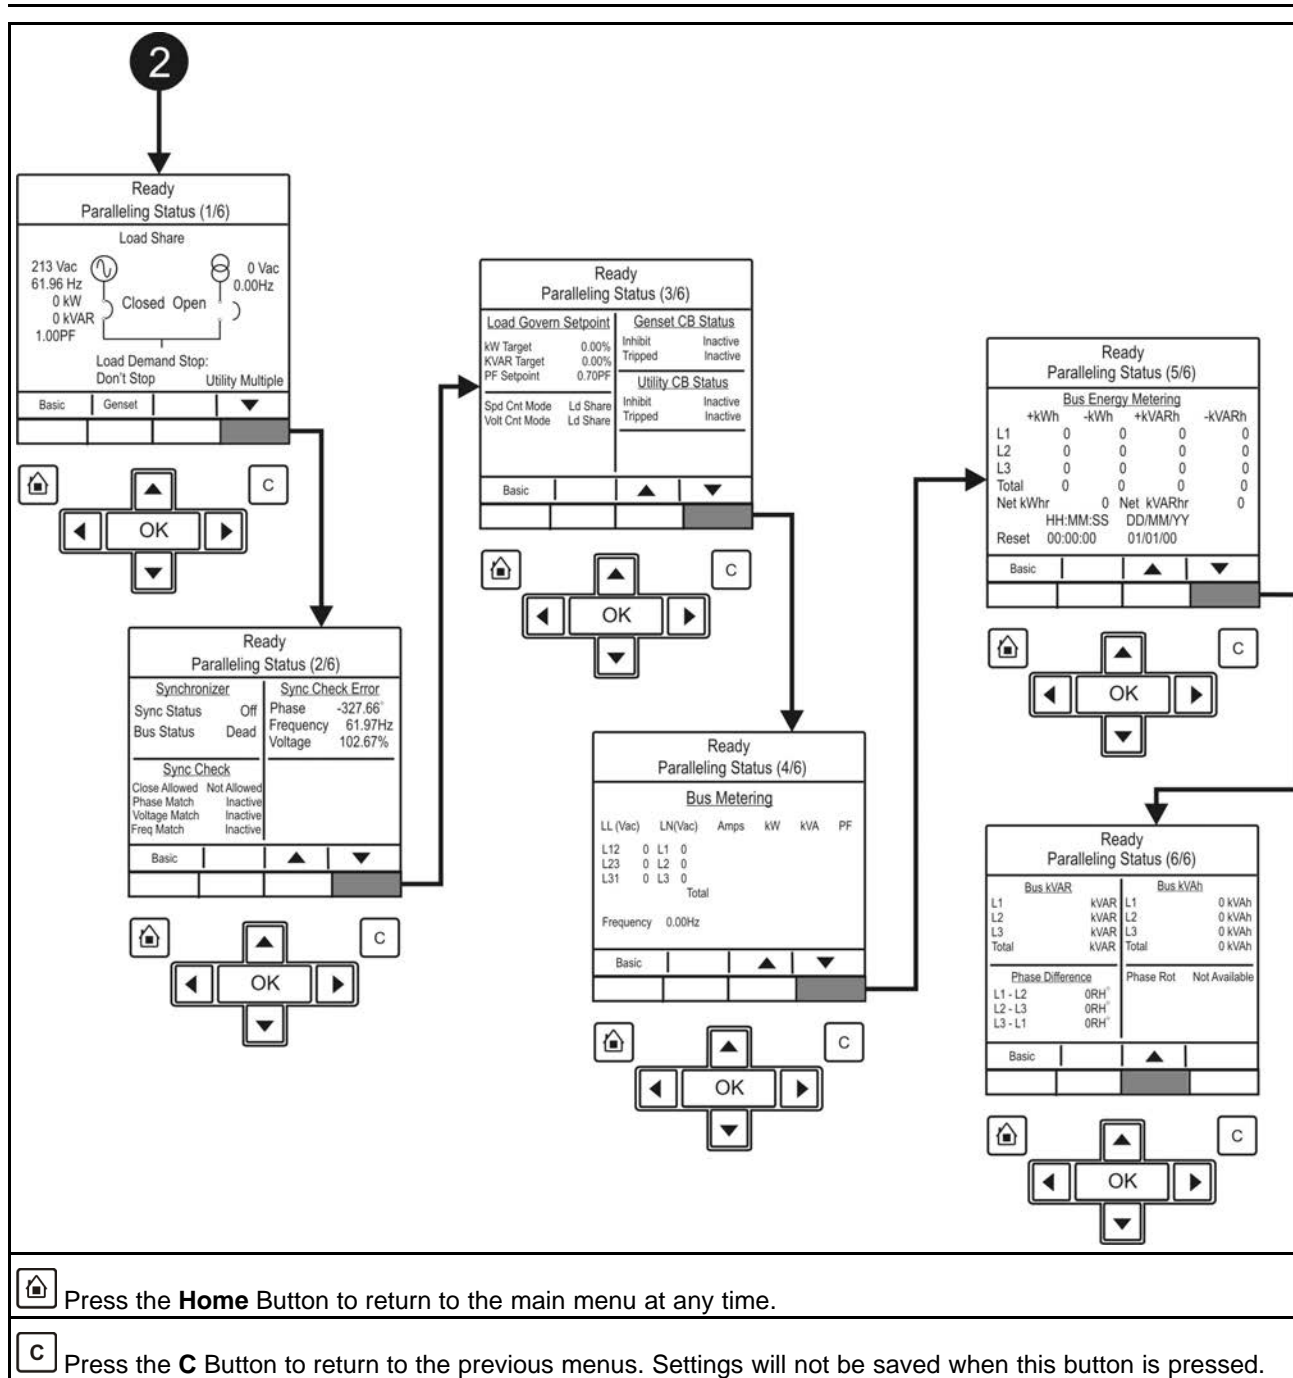 2
Ready
Paralleling Status (1/6)
Load Share
213 Vac
61.96 Hz
0 kW
0 kVAR
1.00PF
Closed Open
0 Vac
0.00Hz
Load Demand Stop:
Don't Stop
Utility Multiple
Basic Genset
C
OK
Ready
Paralleling Status (2/6)
Synchronizer
Sync Status Off
Bus Status Dead
Sync Check
Close Allowed Not Allowed
Phase Match Inactive
Voltage Match Inactive
Freq Match Inactive
Sync Check Error
Phase -327.66°
Frequency 61.97Hz
Voltage 102.67%
Basic
C
OK
Ready
Paralleling Status (3/6)
Load Govern Setpoint
kW Target 0.00%
KVAR Target 0.00%
PF Setpoint 0.70PF
Spd Cnt Mode Ld Share
Volt Cnt Mode Ld Share
Genset CB Status
Inhibit Inactive
Tripped Inactive
Utility CB Status
Inhibit Inactive
Tripped Inactive
Basic
C
OK
Ready
Paralleling Status (4/6)
Bus Metering
LL (Vac) LN(Vac) Amps kW kVA PF
L12 0 L1 0
L23 0 L2 0
L31 0 L3 0
Total
Frequency 0.00Hz
Basic
C
OK
Ready
Paralleling Status (5/6)
Bus Energy Metering
+kWh -kWh +kVARh -kVARh
L1 0 0 0 0
L2 0 0 0 0
L3 0 0 0 0
Total 0 0 0 0
Net kWhr 0 Net kVARhr 0
HH:MM:SS DD/MM/YY
Reset 00:00:00 01/01/00
Basic
C
OK
Ready
Paralleling Status (6/6)
Bus kVAR
L1 kVAR
L2 kVAR
L3 kVAR
Total kVAR
Bus kVAh
L1 0 kVAh
L2 0 kVAh
L3 0 kVAh
Total 0 kVAh
Phase Difference
L1 - L2 0RH°
L2 - L3 0RH°
L3 - L1 0RH°
Phase Rot Not Available
Basic
C
OK
Press the Home Button to return to the main menu at any time.
C Press the C Button to return to the previous menus. Settings will not be saved when this button is pressed.